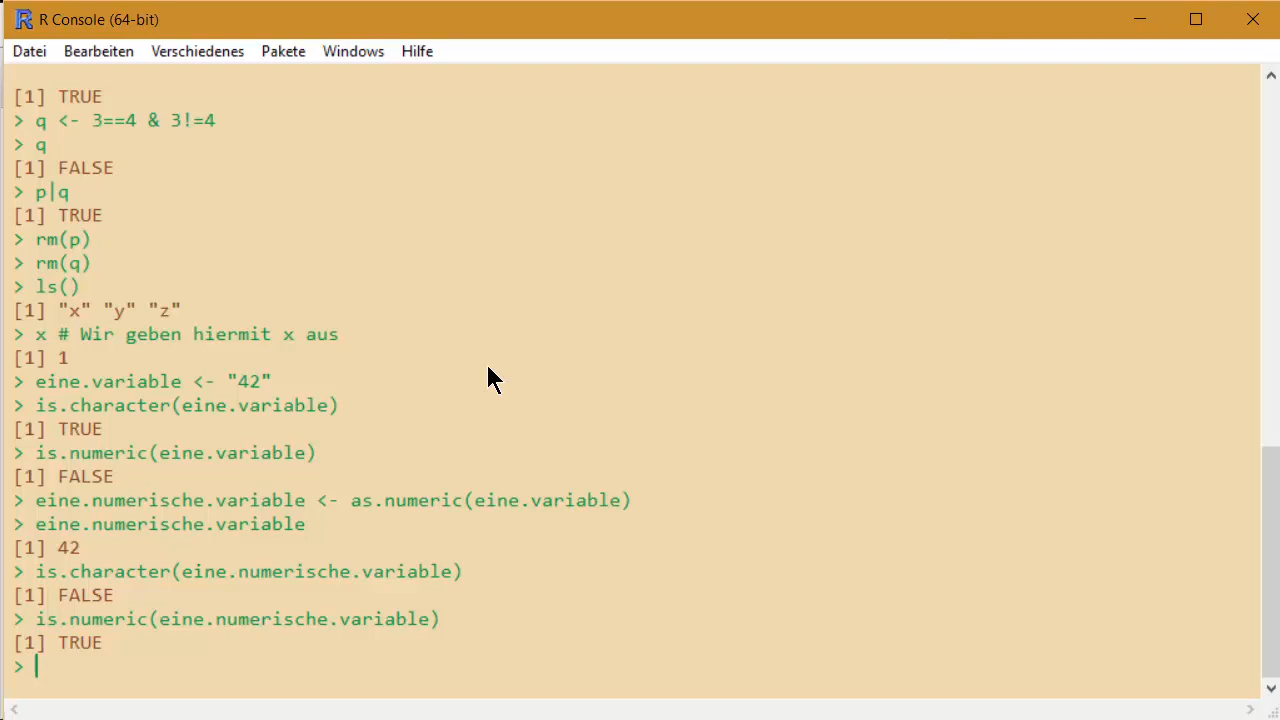 R Console (64-bit)
Datei Bearbeiten Verschiedenes Pakete Windows Hilfe
[1] TRUE
> q <- 3==4 & 3!=4
> q
[1] FALSE
> p|q
[1] TRUE
> rm(p)
> rm(q)
> ls()
[1] "x" "y" "z"
> x # Wir geben hiermit x aus
[1] 1
> eine.variable <- "42"
> is.character(eine.variable)
[1] TRUE
> is.numeric(eine.variable)
[1] FALSE
> eine.numerische.variable <- as.numeric(eine.variable)
> eine.numerische.variable
[1] 42
> is.character(eine.numerische.variable)
[1] FALSE
> is.numeric(eine.numerische.variable)
[1] TRUE
>